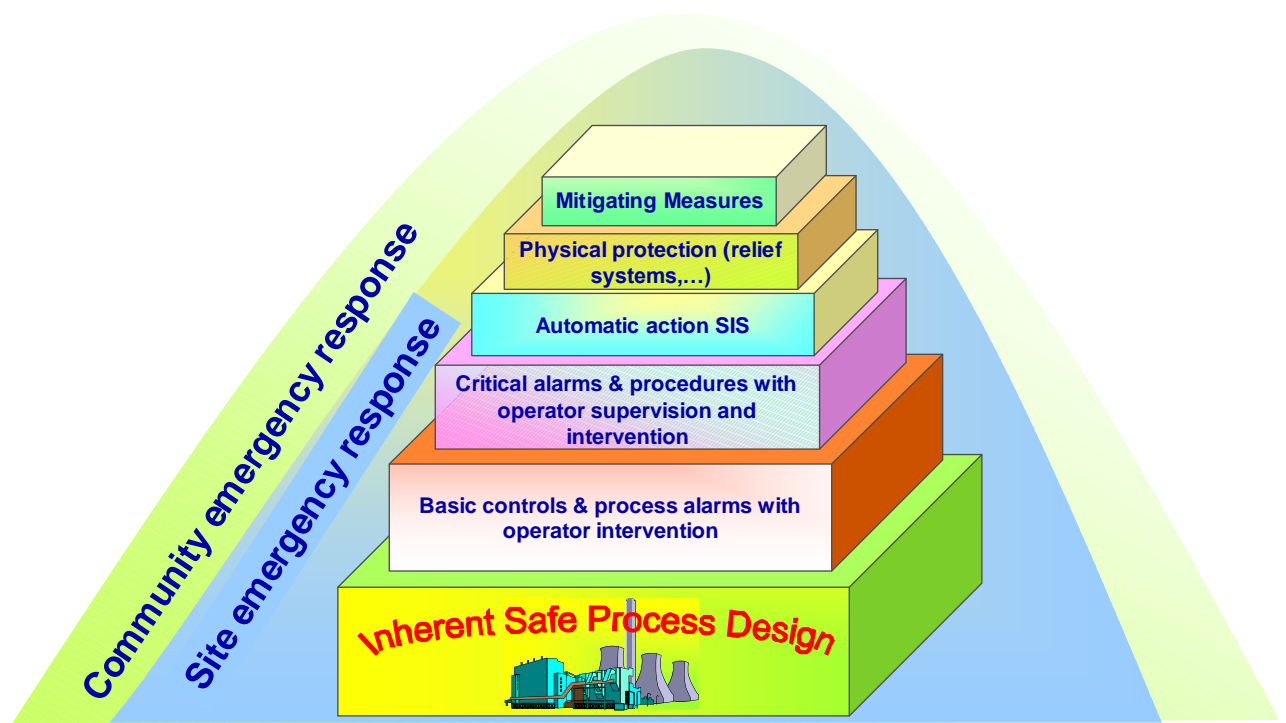 Mitigating Measures
Physical protection (relief
systems,…)
Automatic action SIS
Critical alarms & procedures with
operator supervision and
intervention
Basic controls & process alarms with
operator intervention
Inherent Safe Process Design
Community emergency response
Site emergency response